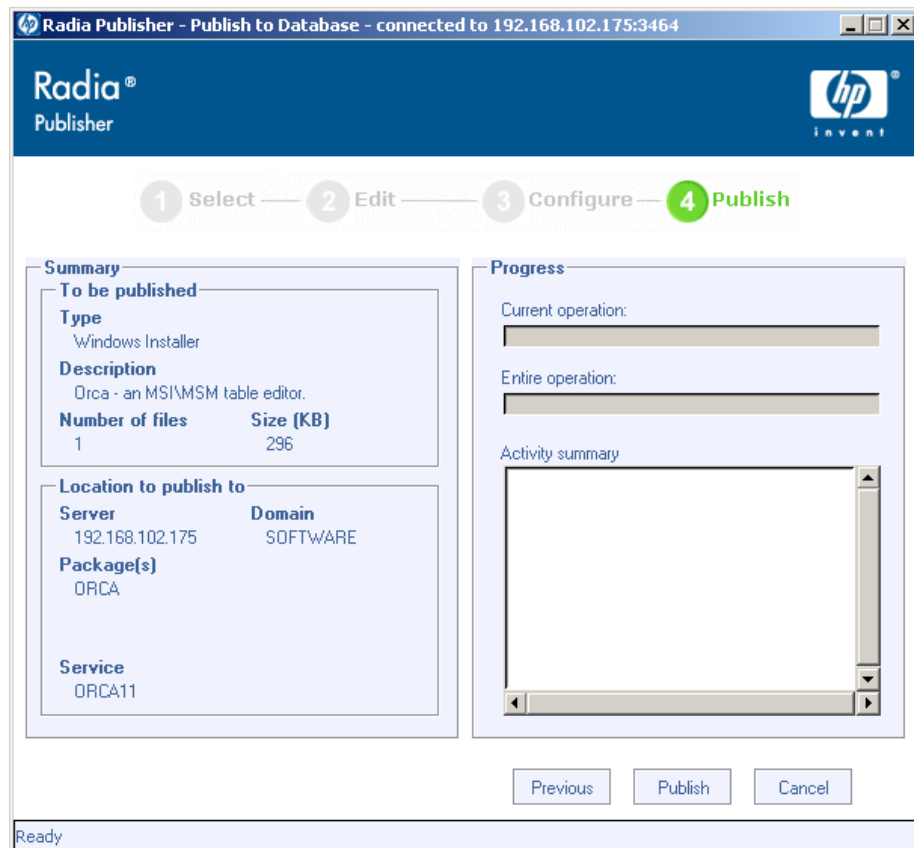 Radia Publisher - Publish to Database - connected to 192.168.102.175:3464
Radia®
Publisher
hp®
invent
1 Select 2 Edit 3 Configure 4 Publish
Summary
To be published
Type
Windows Installer
Description
Orca - an MSI\MSM table editor.
Number of files Size (KB)
1 296
Location to publish to
Server Domain
192.168.102.175 SOFTWARE
Package(s)
ORCA
Service
ORCA11
Progress
Current operation:
Entire operation:
Activity summary
Previous Publish Cancel
Ready